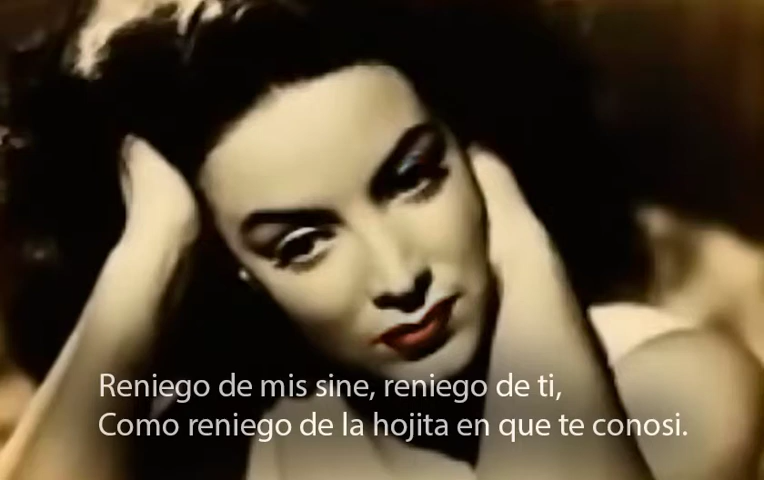 Reniego de mis sine, reniego de ti,
Como reniego de la hojita en que te conosi.